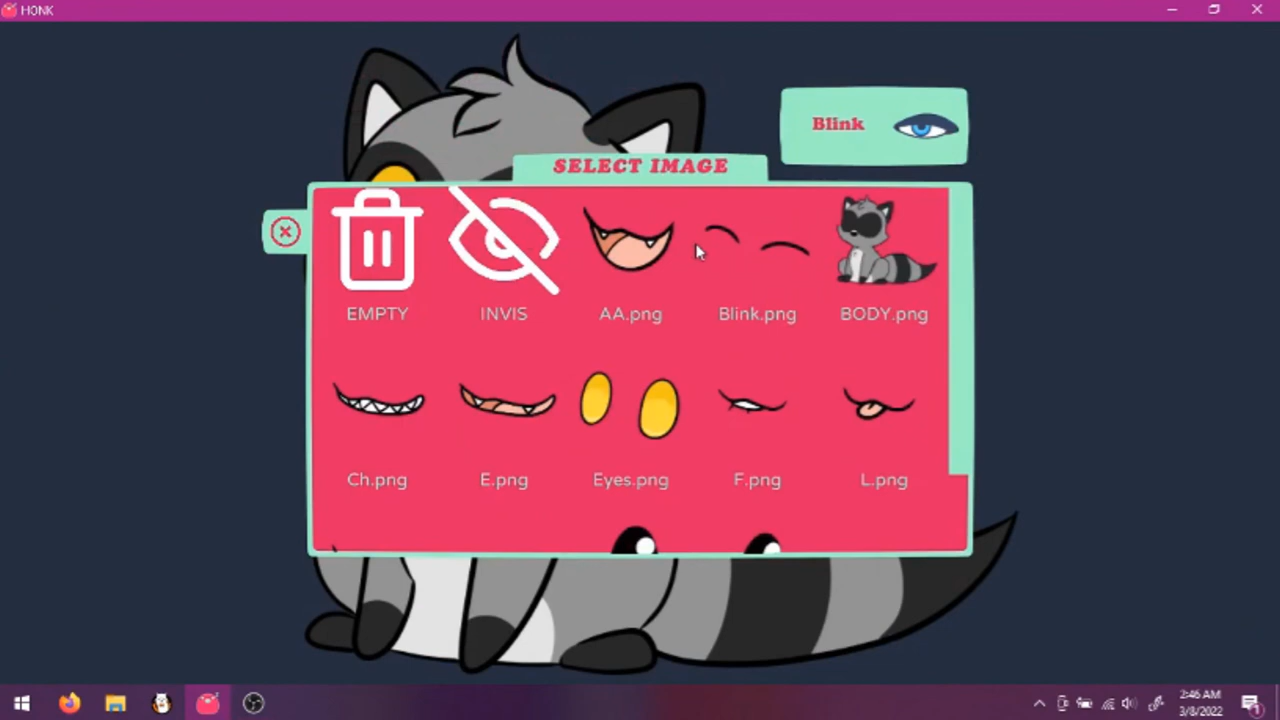 HONK
Blink
SELECT IMAGE
EMPTY
INVIS
AA.png
Blink.png
BODY.png
Ch.png
E.png
Eyes.png
F.png
L.png
2:46 AM
3/8/2022
1